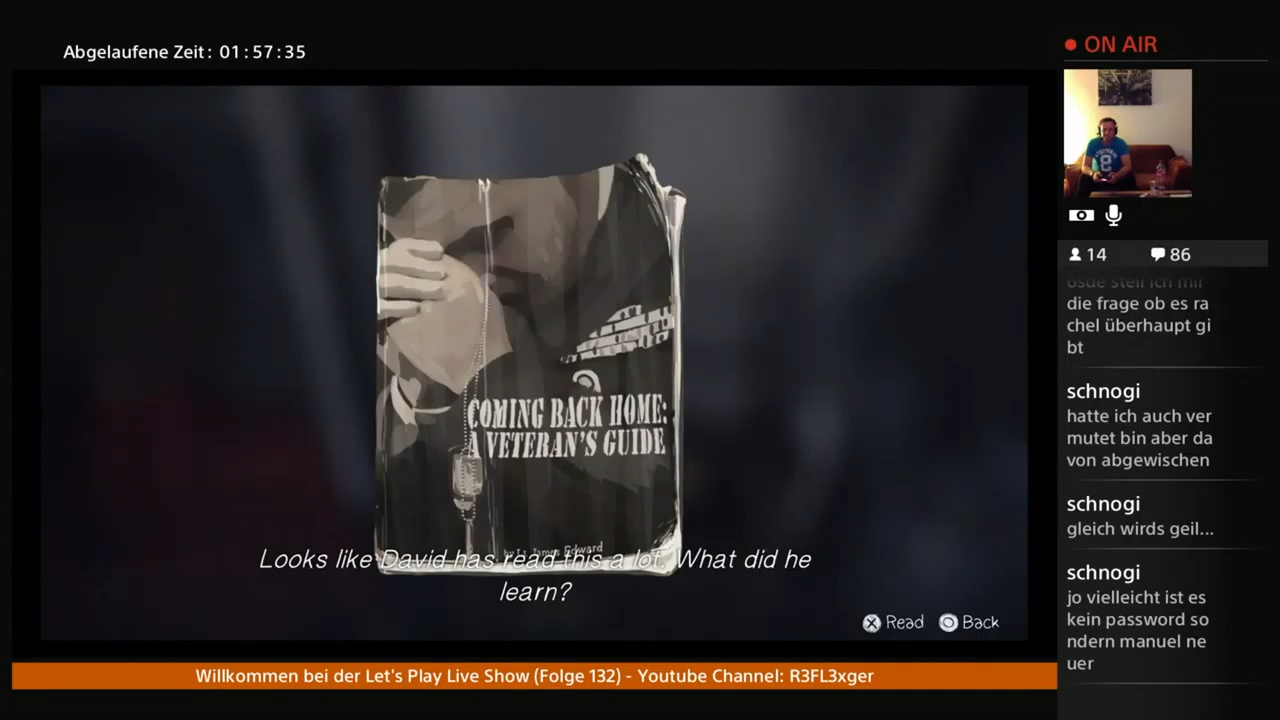 Abgelaufene Zeit: 01:57:35
ON AIR
14
86
die frage ob es ra
chel überhaupt gi
bt
schnogi
hatte ich auch ver
mutet bin aber da
von abgewischen
schnogi
gleich wirds geil...
schnogi
jo vielleicht ist es
kein password so
ndern manuel ne
uer
COMING BACK HOME:
A VETERAN'S GUIDE
Edward
Looks like David has read this a lot. What did he
learn?
Read
Back
Willkommen bei der Let's Play Live Show (Folge 132) - Youtube Channel: R3FL3xger